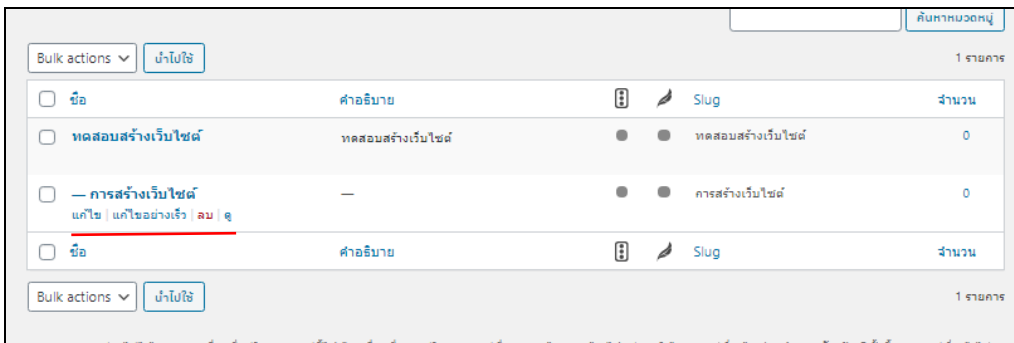 ค้นหาหมวดหมู่
Bulk actions นำไปใช้ 1 รายการ
ชื่อ คำอธิบาย Slug จำนวน
ทดสอบสร้างเว็บไซต์ ทดสอบสร้างเว็บไซต์ ทดสอบสร้างเว็บไซต์ 0
— การสร้างเว็บไซต์ — การสร้างเว็บไซต์ 0
แก้ไข | แก้ไขอย่างเร็ว | ลบ | ดู
ชื่อ คำอธิบาย Slug จำนวน
Bulk actions นำไปใช้ 1 รายการ